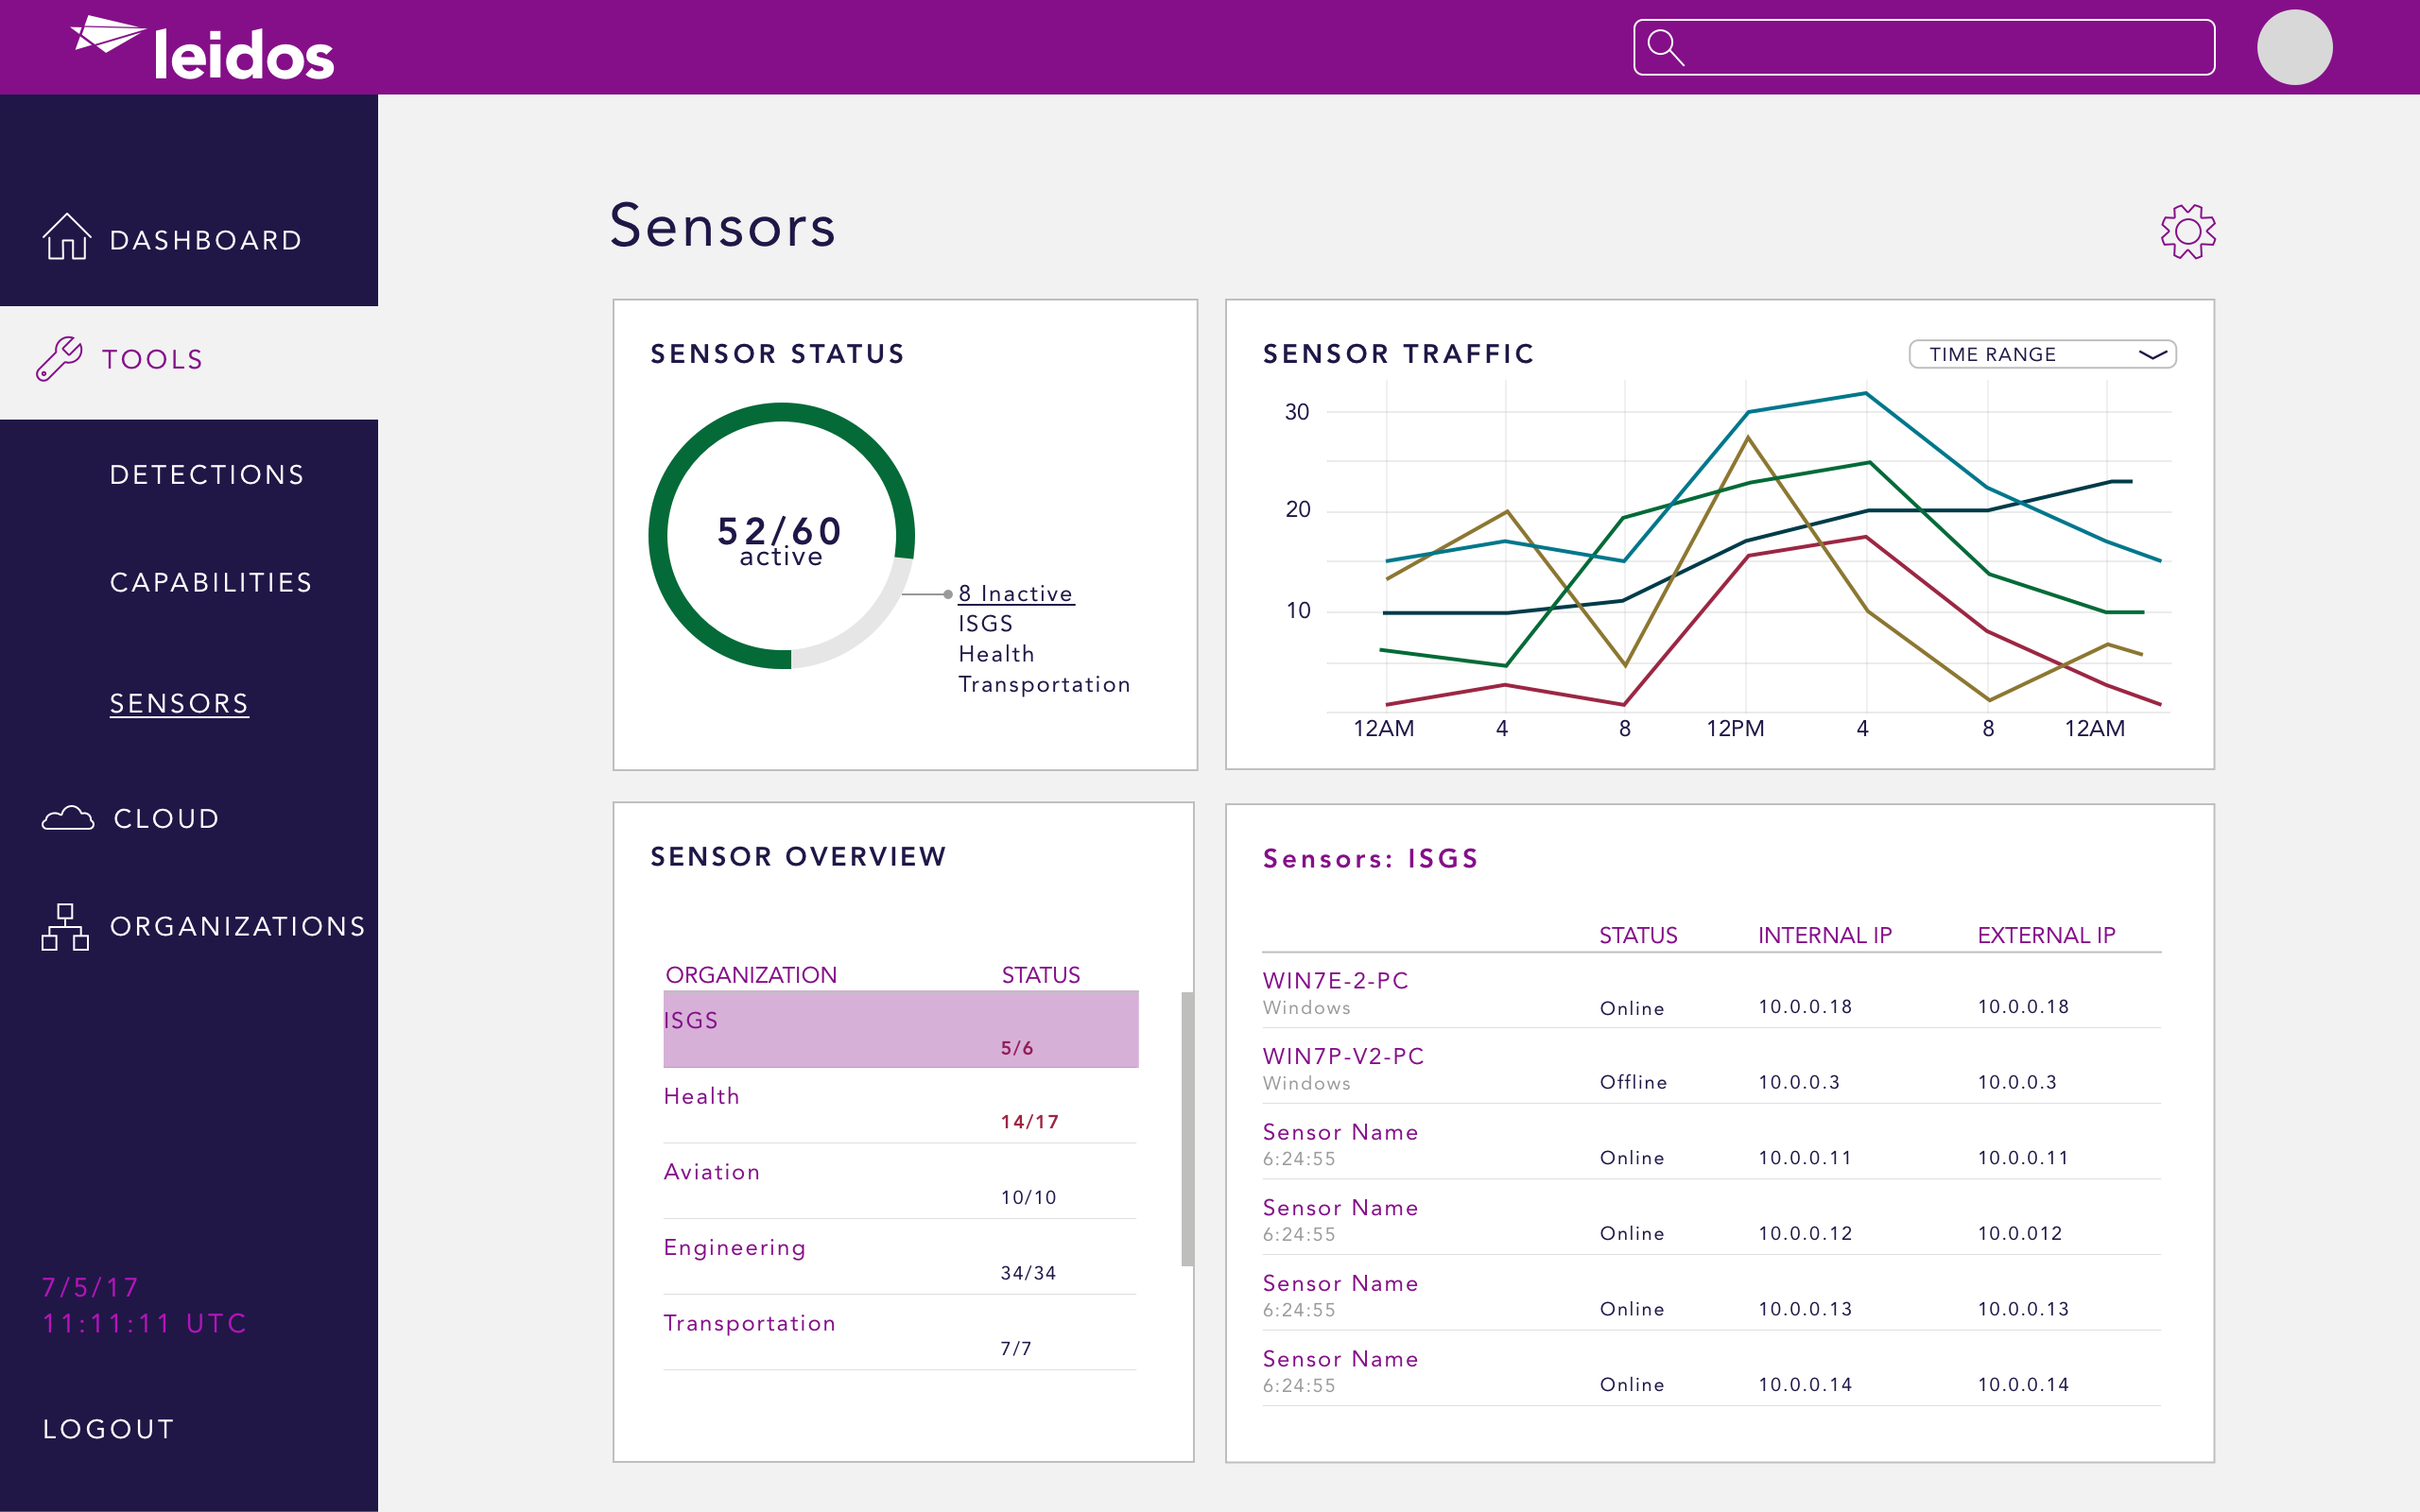 leidos
DASHBOARD
TOOLS
DETECTIONS
CAPABILITIES
SENSORS
CLOUD
ORGANIZATIONS
7/5/17
11:11:11 UTC
LOGOUT
Sensors
SENSOR STATUS
52/60
active
8 Inactive
ISGS
Health
Transportation
SENSOR TRAFFIC
TIME RANGE
30
20
10
12AM 4 8 12PM 4 8 12AM
SENSOR OVERVIEW
ORGANIZATION STATUS
ISGS
5/6
Health
14/17
Aviation
10/10
Engineering
34/34
Transportation
7/7
Sensors: ISGS
STATUS INTERNAL IP EXTERNAL IP
WIN7E-2-PC
Windows Online 10.0.0.18 10.0.0.18
WIN7P-V2-PC
Windows Offline 10.0.0.3 10.0.0.3
Sensor Name
6:24:55 Online 10.0.0.11 10.0.0.11
Sensor Name
6:24:55 Online 10.0.0.12 10.0.012
Sensor Name
6:24:55 Online 10.0.0.13 10.0.0.13
Sensor Name
6:24:55 Online 10.0.0.14 10.0.0.14